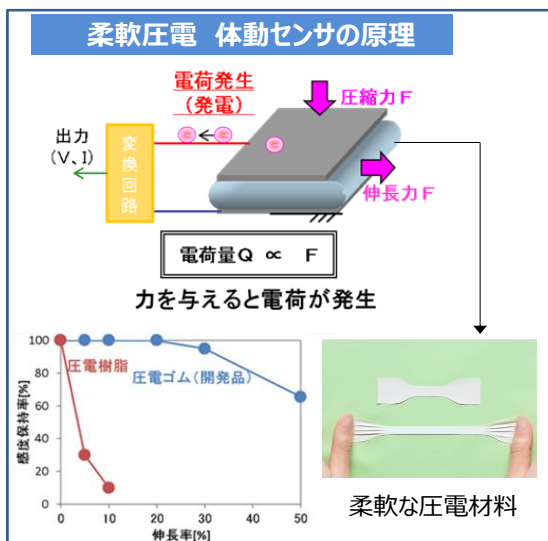 柔軟圧電 体動センサの原理
電荷発生
(発電)
圧縮力F
出力
(V、I)
変換回路
e
e
e
伸長力F
電荷量Q ∝ F
力を与えると電荷が発生
感度保持率[%]
100
80
60
40
20
0
圧電樹脂
圧電ゴム(開発品)
0
10
20
30
40
50
伸長率[%]
柔軟な圧電材料